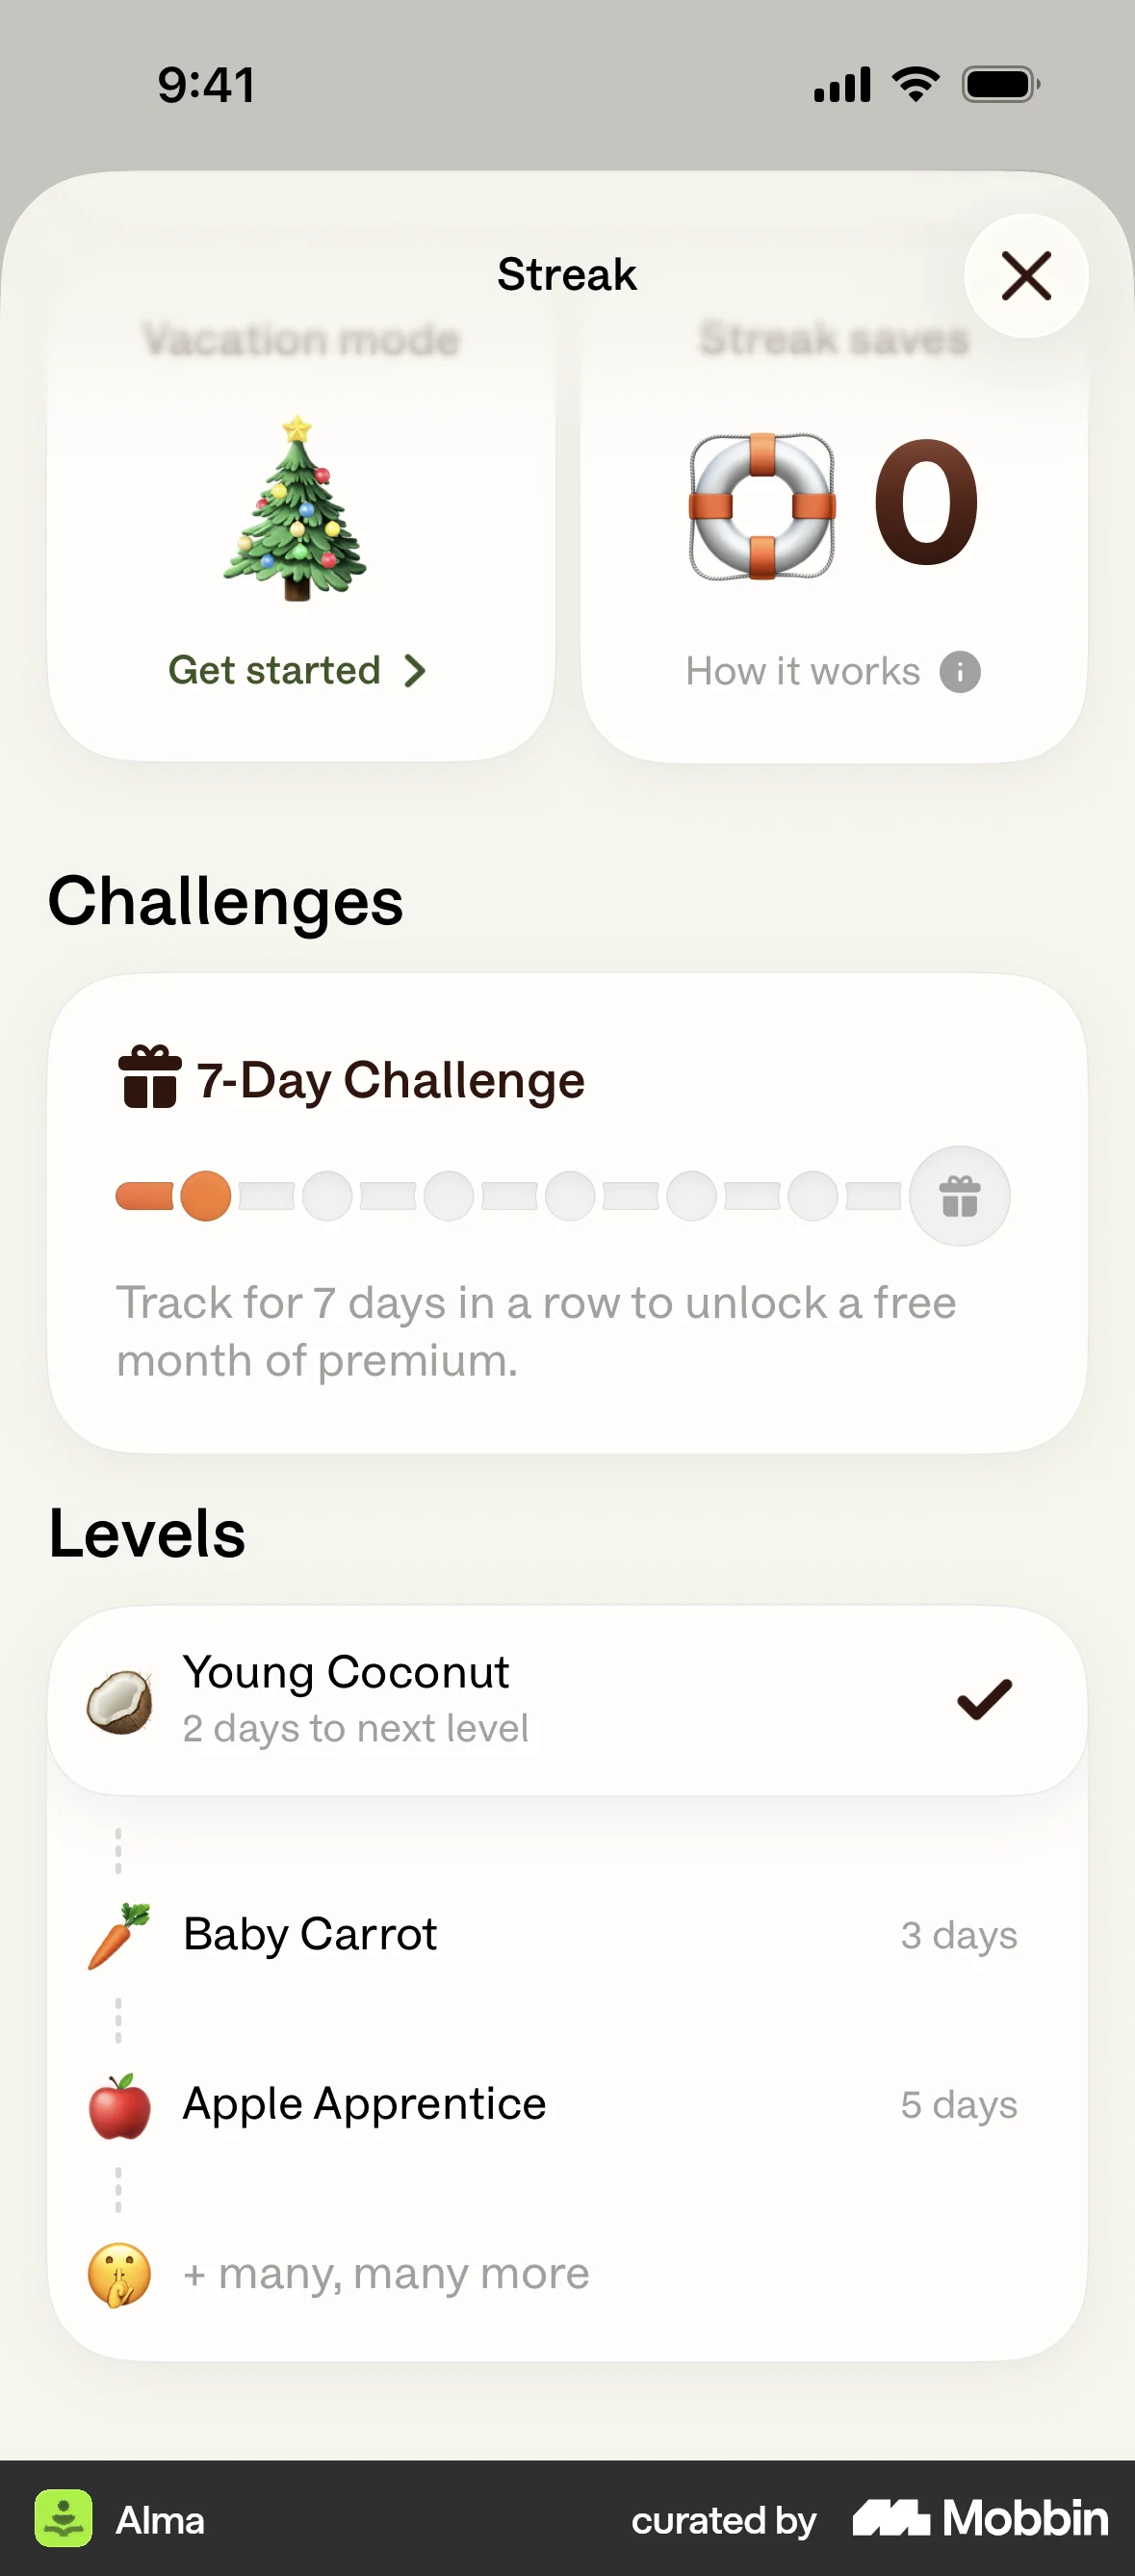 9:41
Streak
Vacation mode
Streak saves
0
Get started
How it works
Challenges
7-Day Challenge
Track for 7 days in a row to unlock a free
month of premium.
Levels
Young Coconut
2 days to next level
Baby Carrot
3 days
Apple Apprentice
5 days
+ many, many more
Alma
curated by
Mobbin